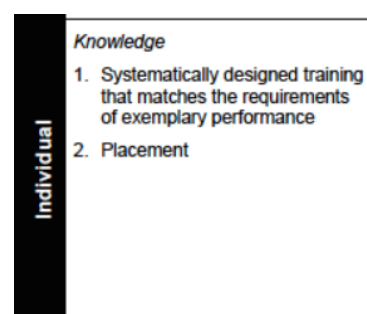 Individual
Knowledge
1. Systematically designed training
that matches the requirements
of exemplary performance
2. Placement